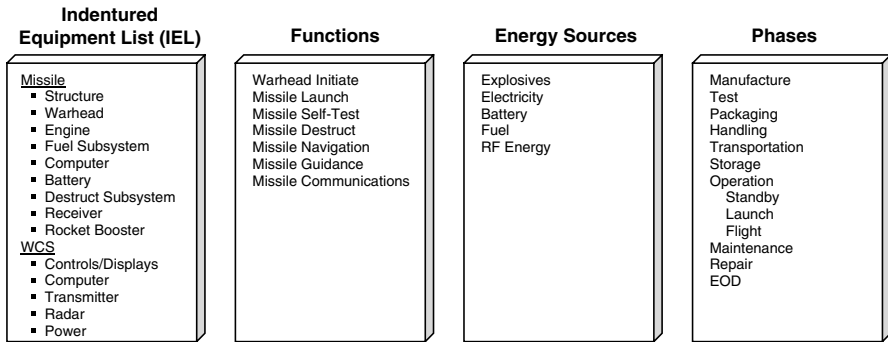 Indentured
Equipment List (IEL)
Missile
▪ Structure
▪ Warhead
▪ Engine
▪ Fuel Subsystem
▪ Computer
▪ Battery
▪ Destruct Subsystem
▪ Receiver
▪ Rocket Booster
WCS
▪ Controls/Displays
▪ Computer
▪ Transmitter
▪ Radar
▪ Power
Functions
Warhead Initiate
Missile Launch
Missile Self-Test
Missile Destruct
Missile Navigation
Missile Guidance
Missile Communications
Energy Sources
Explosives
Electricity
Battery
Fuel
RF Energy
Phases
Manufacture
Test
Packaging
Handling
Transportation
Storage
Operation
Standby
Launch
Flight
Maintenance
Repair
EOD